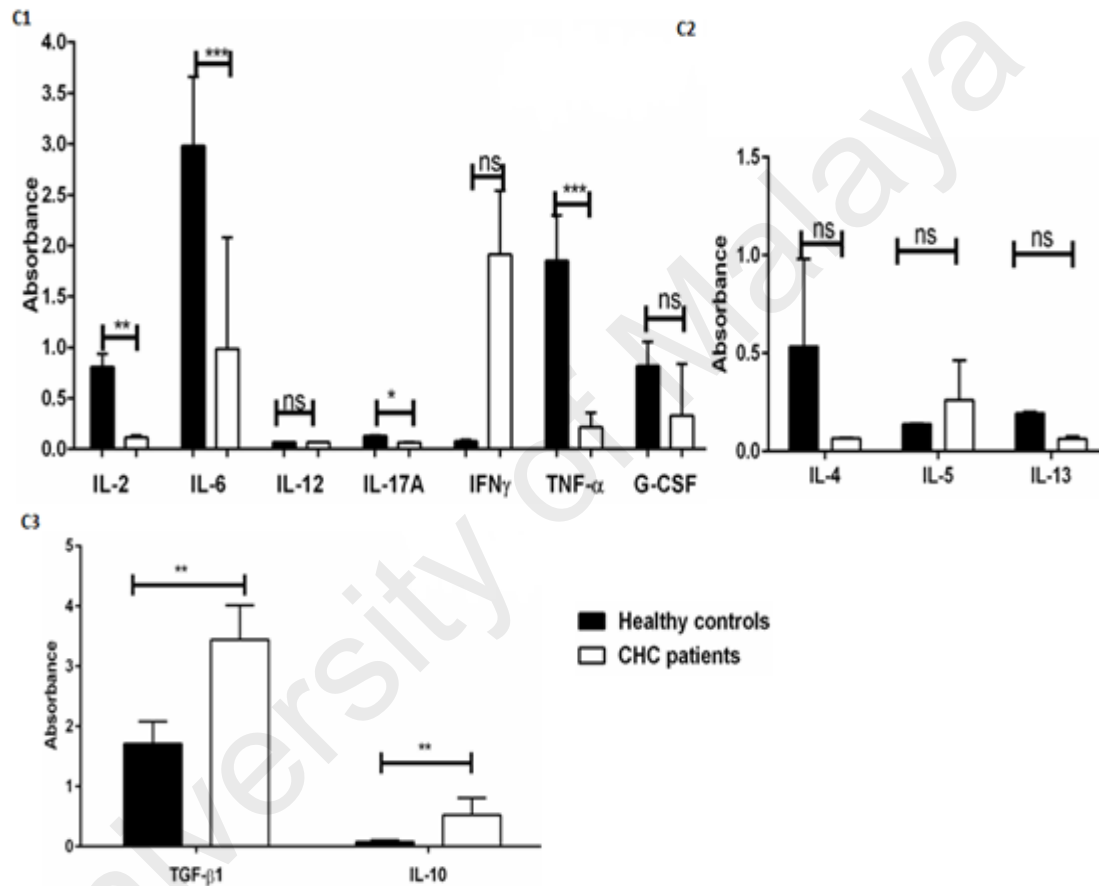 C1
C2
4.0
3.5
3.0
2.5
2.0
1.5
1.0
0.5
0.0
Absorbance
**
***
ns
*
ns
***
ns
IL-2 IL-6 IL-12 IL-17A IFNγ TNF-α G-CSF
1.5
1.0
0.5
0.0
Absorbance
ns
ns
ns
IL-4 IL-5 IL-13
C3
5
4
3
2
1
0
Absorbance
**
**
TGF-β1 IL-10
Healthy controls
CHC patients
University of Malaya